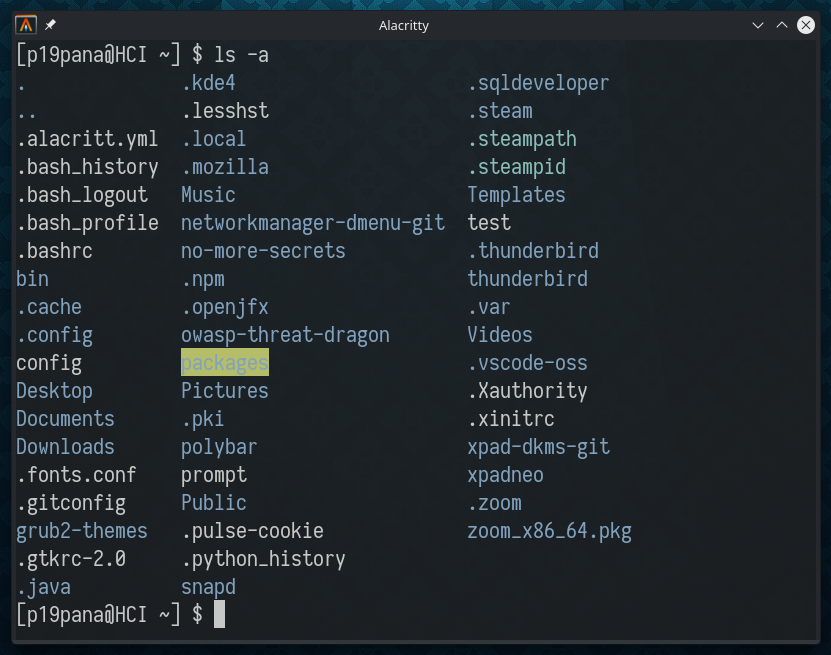 Alacritty
[p19pana@HCI ~] $ ls -a
. .kde4 .sqldeveloper
.. .lesshst .steam
.alacritt.yml .local .steampath
.bash_history .mozilla .steampid
.bash_logout Music Templates
.bash_profile networkmanager-dmenu-git test
.bashrc no-more-secrets .thunderbird
bin .npm thunderbird
.cache .openjfx .var
.config owasp-threat-dragon Videos
config packages .vscode-oss
Desktop Pictures .Xauthority
Documents .pki .xinitrc
Downloads polybar xpad-dkms-git
.fonts.conf prompt xpadneo
.gitconfig Public .zoom
grub2-themes .pulse-cookie zoom_x86_64.pkg
.gtkrc-2.0 .python_history
.java snapd
[p19pana@HCI ~] $